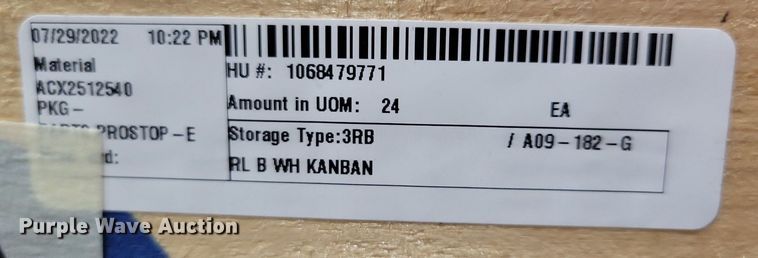 07/29/2022 10:22 PM
HU #: 1068479771
Material
ACX2512540
PKG-
PROSTOP-E
Amount in UOM: 24 EA
Storage Type:3RB / A09-182-G
RL B WH KANBAN
Purple Wave Auction